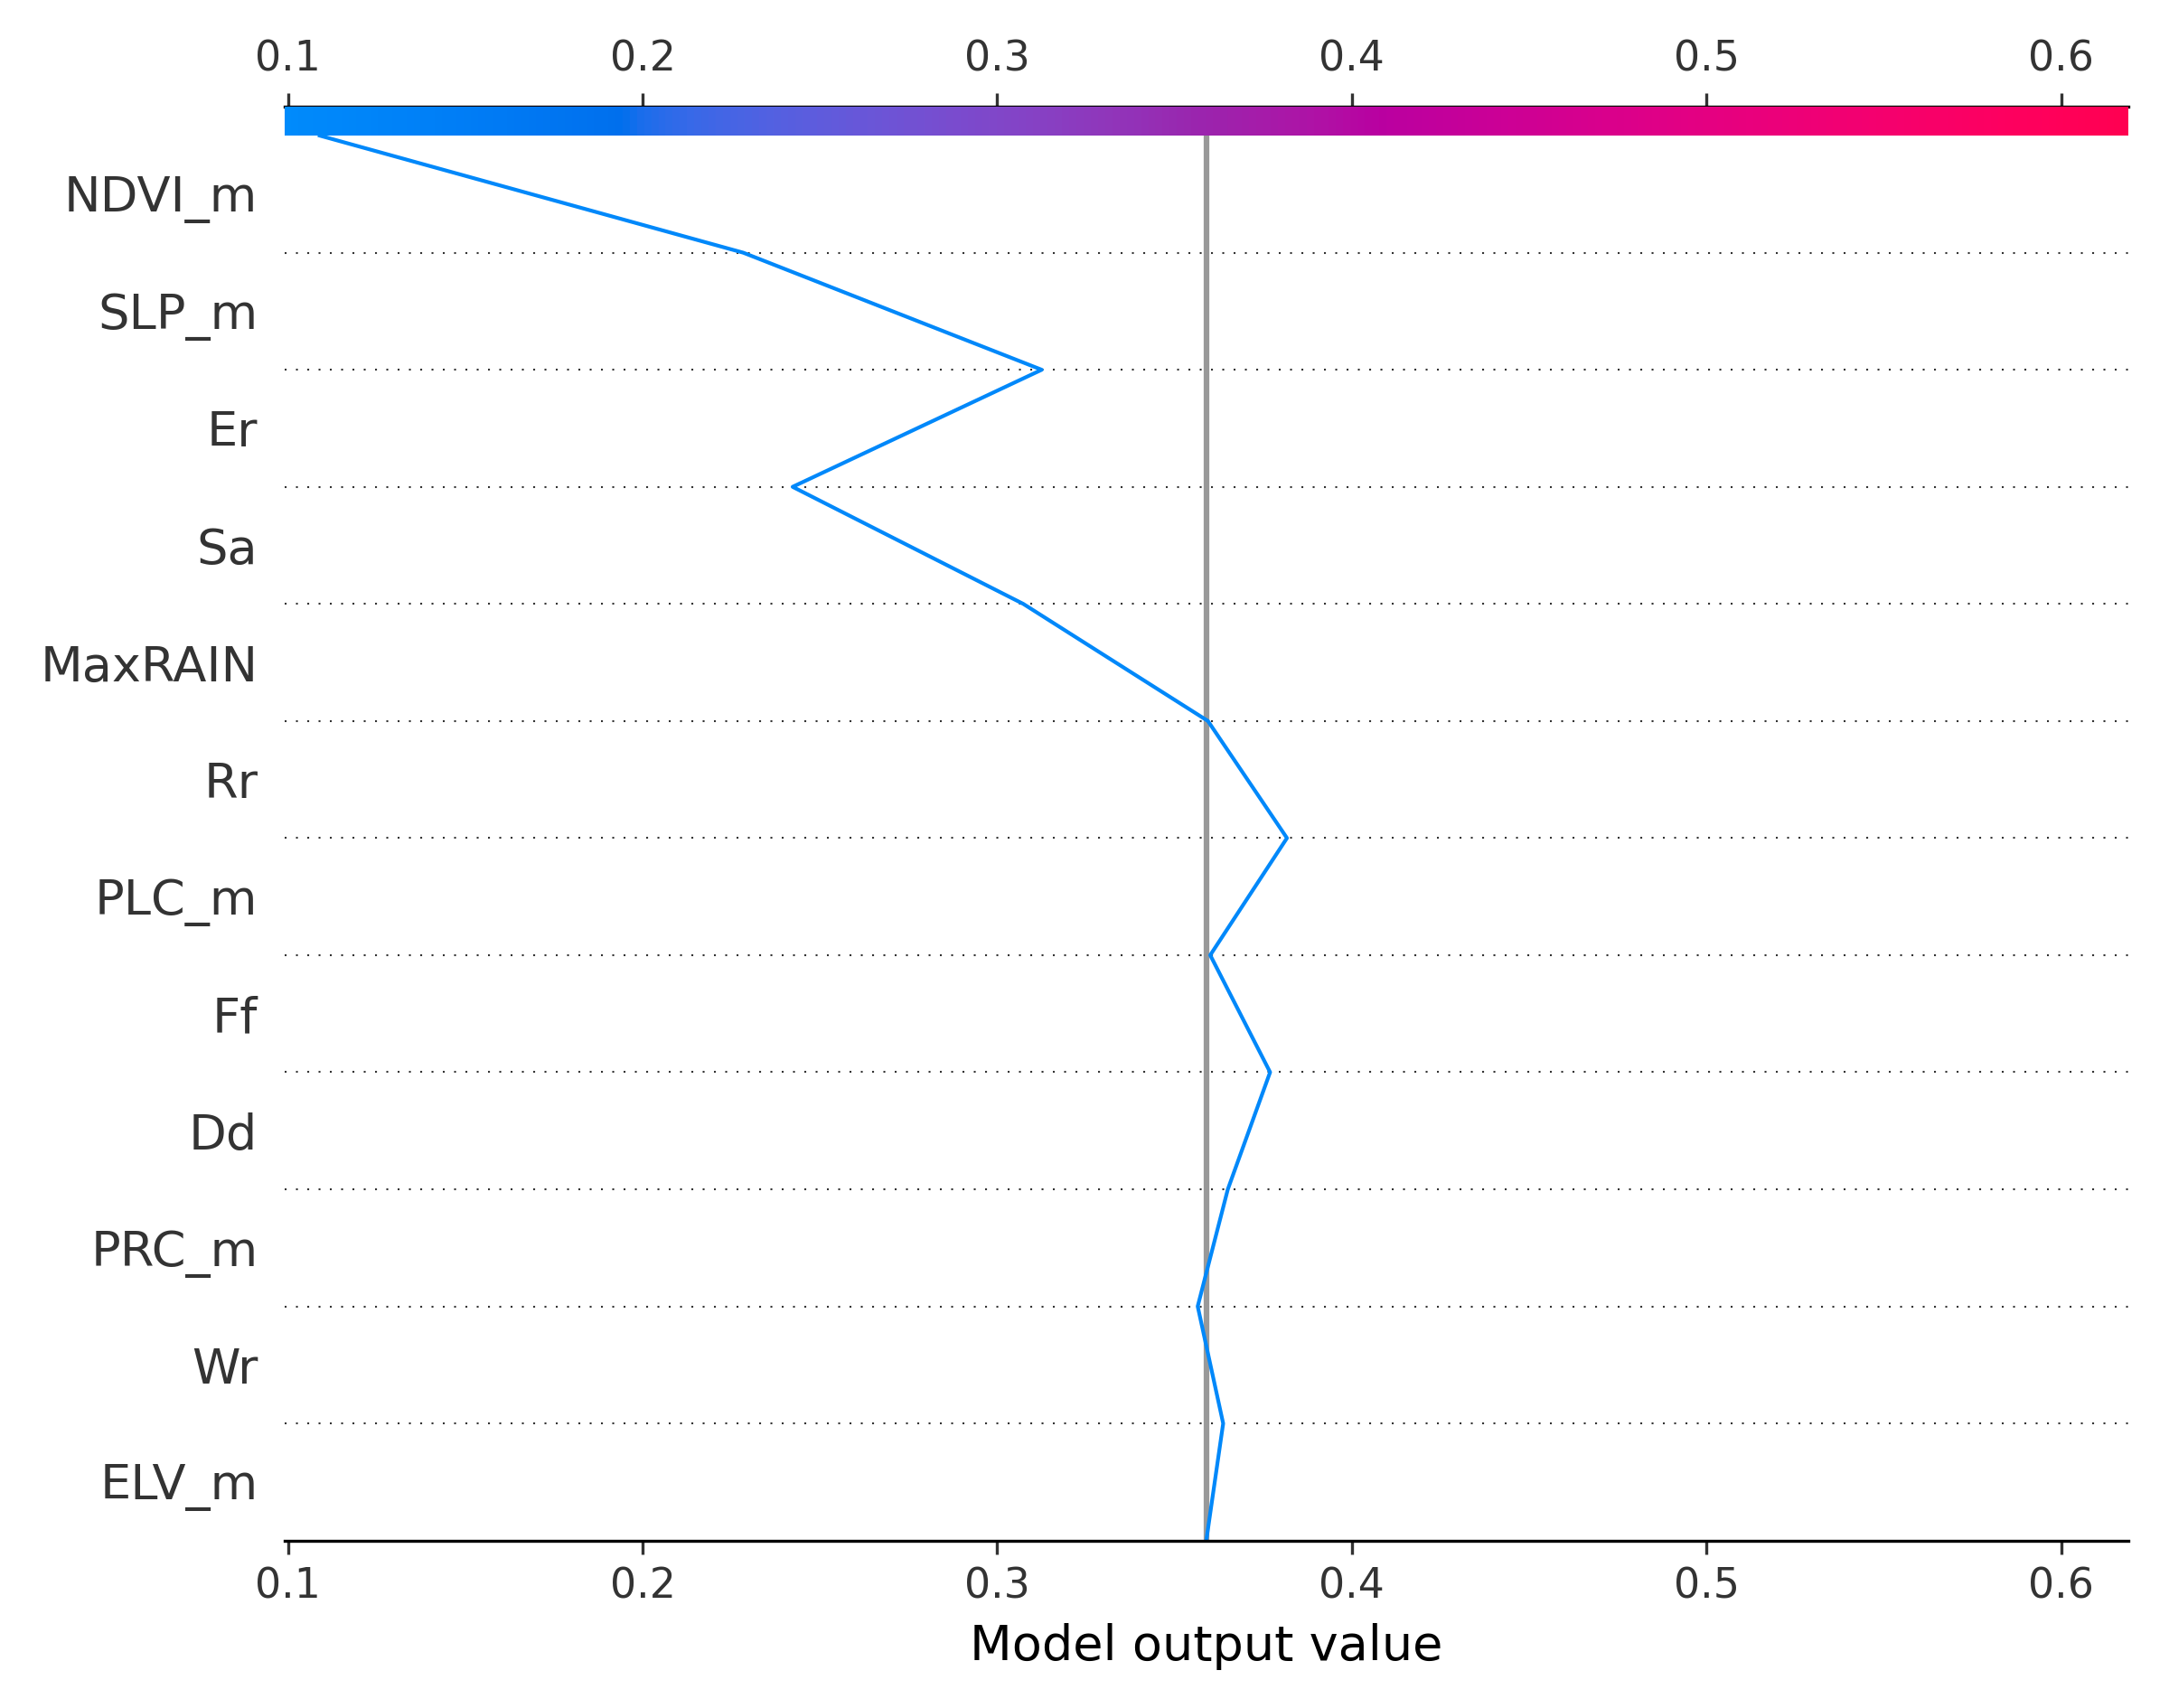 0.1 0.2 0.3 0.4 0.5 0.6
NDVI_m
SLP_m
Er
Sa
MaxRAIN
Rr
PLC_m
Ff
Dd
PRC_m
Wr
ELV_m
0.1 0.2 0.3 0.4 0.5 0.6
Model output value